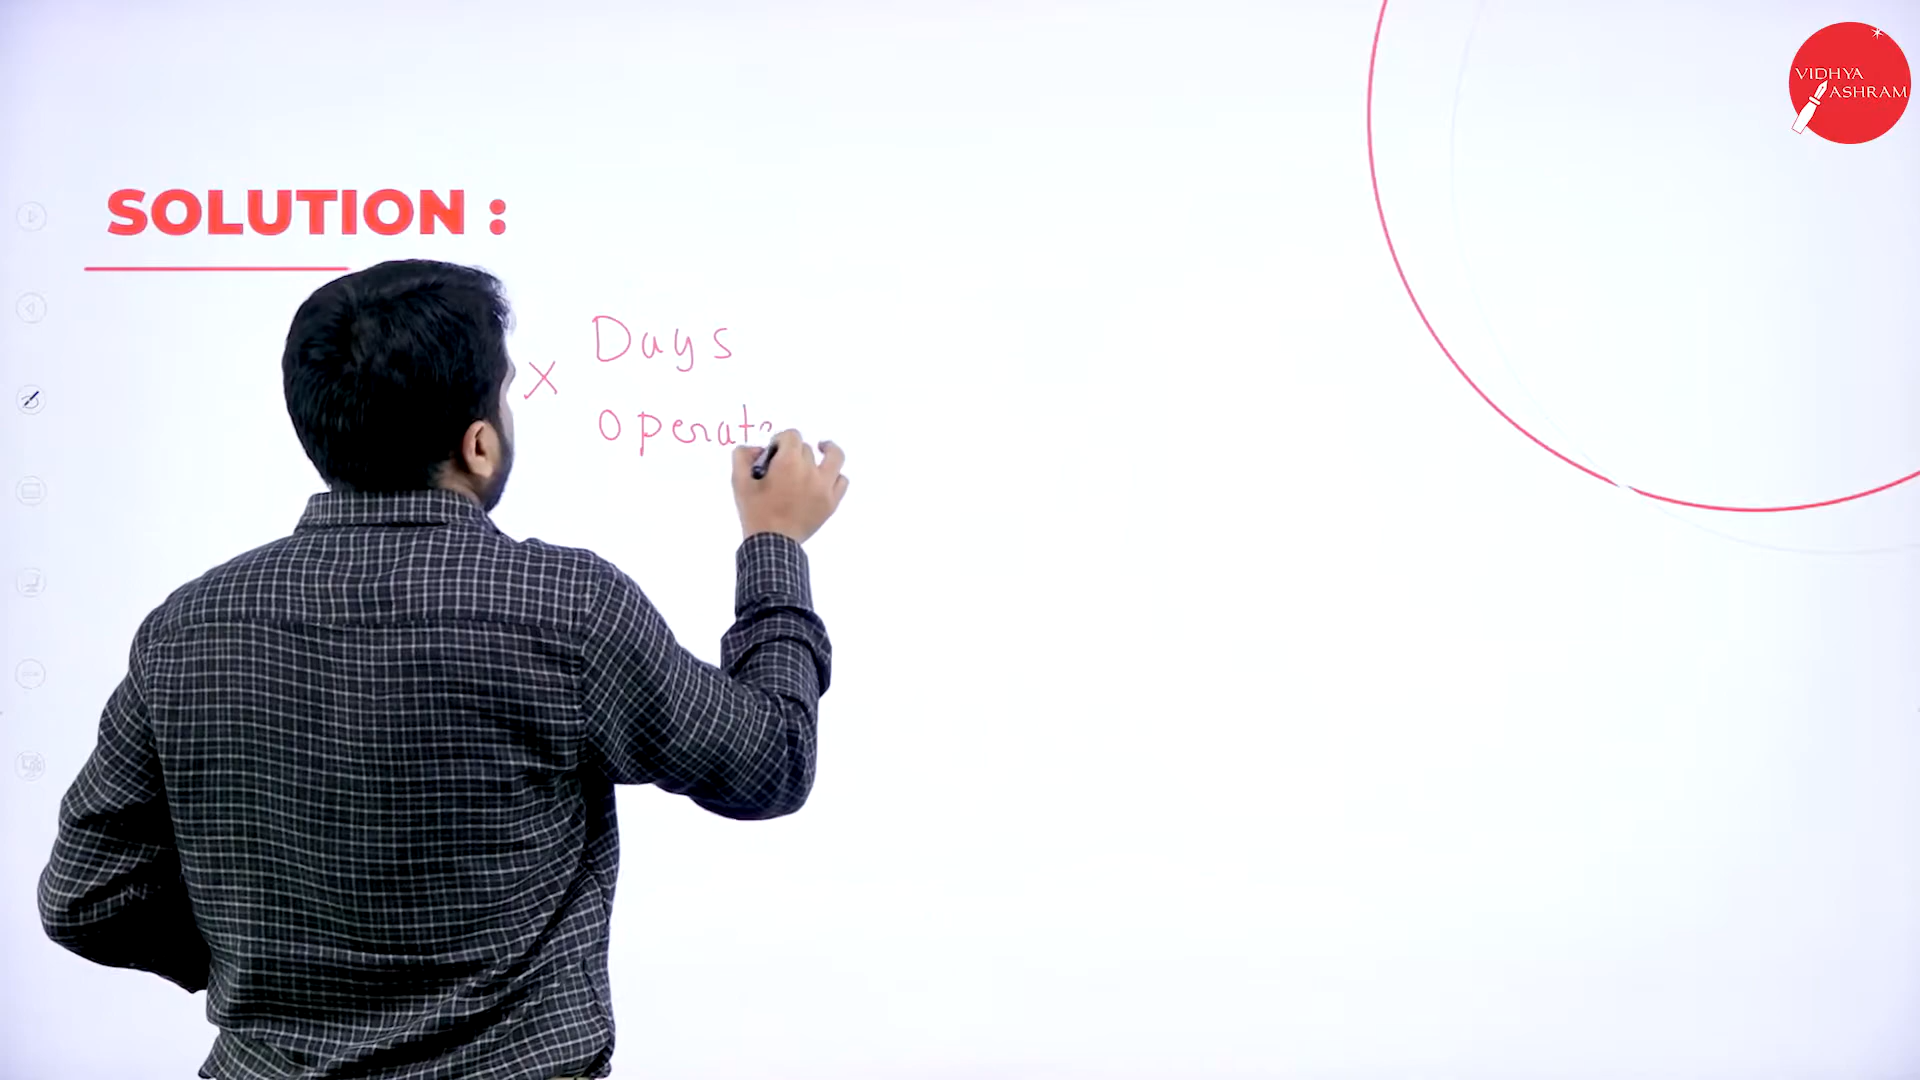 VIDHYA
ASHRAM
SOLUTION :
× Days
operat